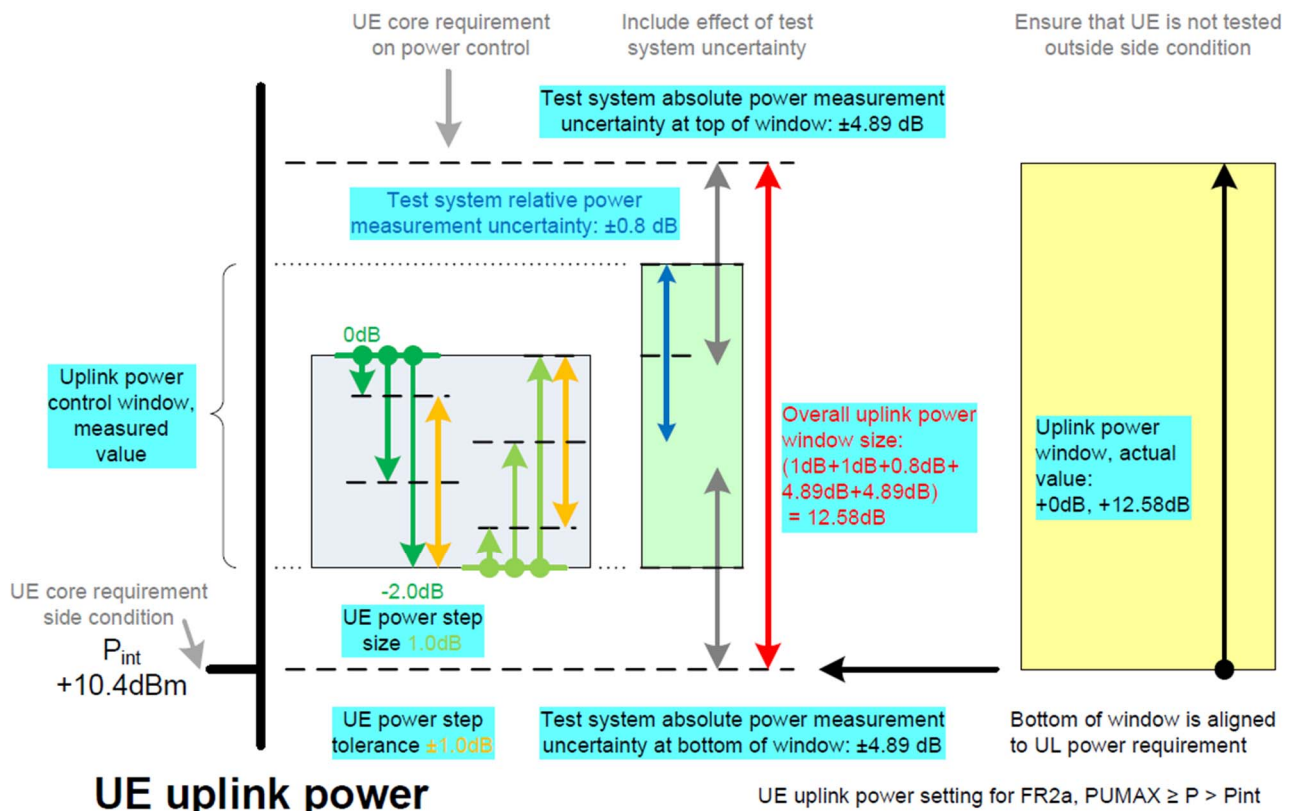 UE core requirement
on power control
Include effect of test
system uncertainty
Ensure that UE is not tested
outside side condition
Test system absolute power measurement
uncertainty at top of window: ±4.89 dB
Test system relative power
measurement uncertainty: ±0.8 dB
0dB
Uplink power
control window,
measured
value
Overall uplink power
window size:
(1dB+1dB+0.8dB+
4.89dB+4.89dB)
= 12.58dB
Uplink power
window, actual
value:
+0dB, +12.58dB
-2.0dB
UE power step
size 1.0dB
UE core requirement
side condition
Pint
+10.4dBm
UE power step
tolerance ±1.0dB
Test system absolute power measurement
uncertainty at bottom of window: ±4.89 dB
Bottom of window is aligned
to UL power requirement
UE uplink power
UE uplink power setting for FR2a, PUMAX ≥ P > Pint